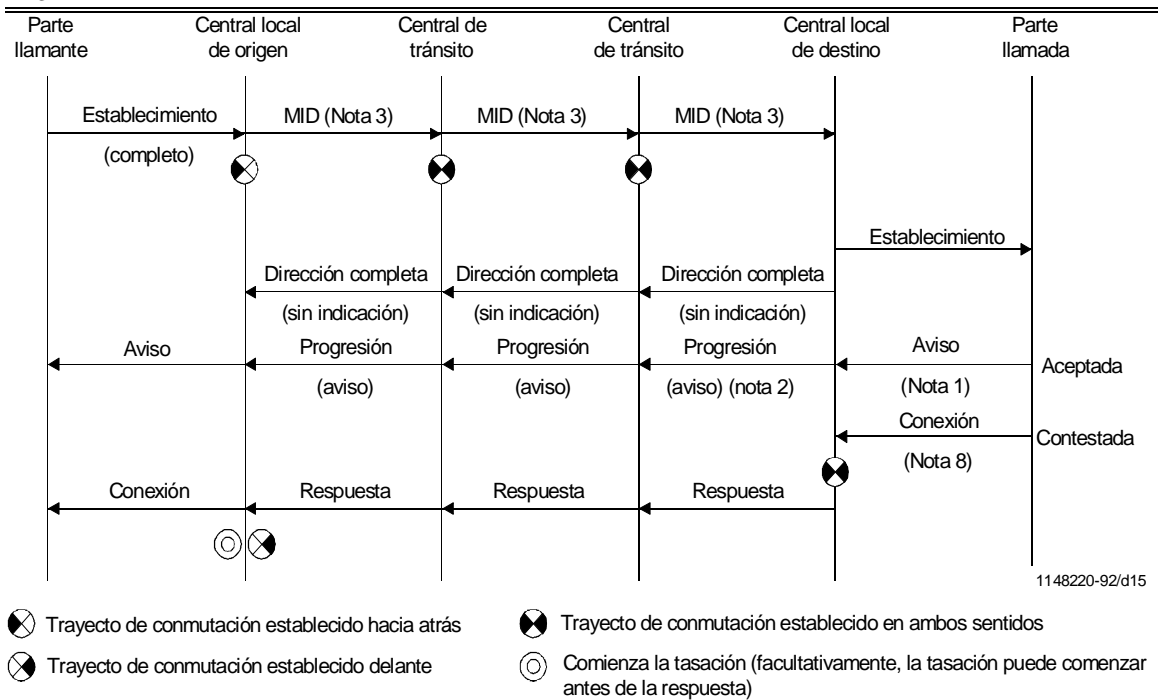 Parte llamante
Central local de origen
Central de tránsito
Central de tránsito
Central local de destino
Parte llamada
Establecimiento
(completo)
MID (Nota 3)
MID (Nota 3)
MID (Nota 3)
Establecimiento
Dirección completa
Dirección completa
Dirección completa
(sin indicación)
(sin indicación)
(sin indicación)
Aviso
Progresión
Progresión
Progresión
Aviso
Aceptada
(aviso)
(aviso)
(aviso) (nota 2)
(Nota 1)
Conexión
Contestada
(Nota 8)
Conexión
Respuesta
Respuesta
Respuesta
1148220-92/d15
Trayecto de conmutación establecido hacia atrás
Trayecto de conmutación establecido en ambos sentidos
Trayecto de conmutación establecido delante
Comienza la tasación (facultativamente, la tasación puede comenzar
antes de la respuesta)